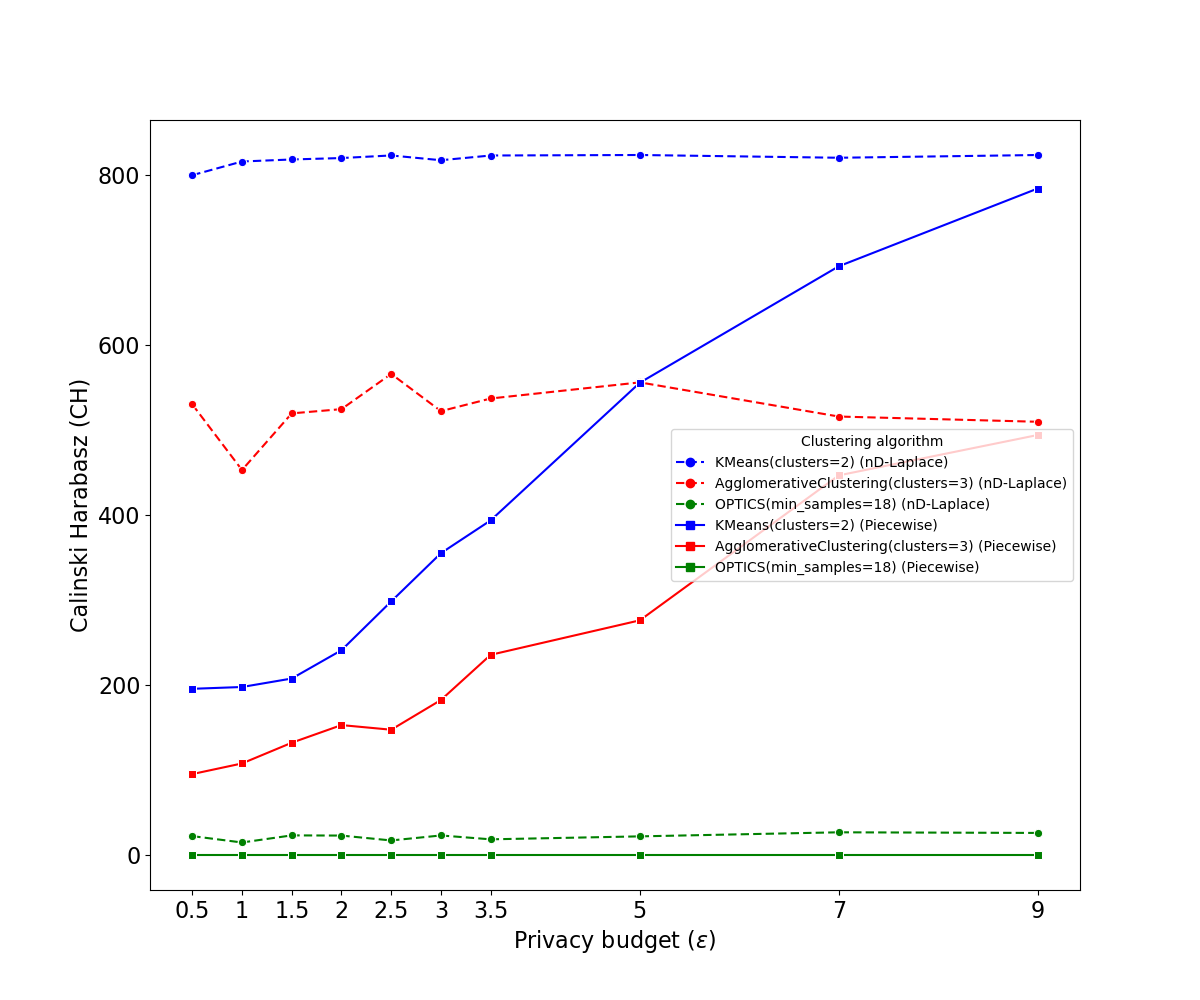 800
600
400
200
0
Calinski Harabasz (CH)
Clustering algorithm
KMeans(clusters=2) (nD-Laplace)
AgglomerativeClustering(clusters=3) (nD-Laplace)
OPTICS(min_samples=18) (nD-Laplace)
KMeans(clusters=2) (Piecewise)
AgglomerativeClustering(clusters=3) (Piecewise)
OPTICS(min_samples=18) (Piecewise)
0.5 1 1.5 2 2.5 3 3.5 5 7 9
Privacy budget (ε)